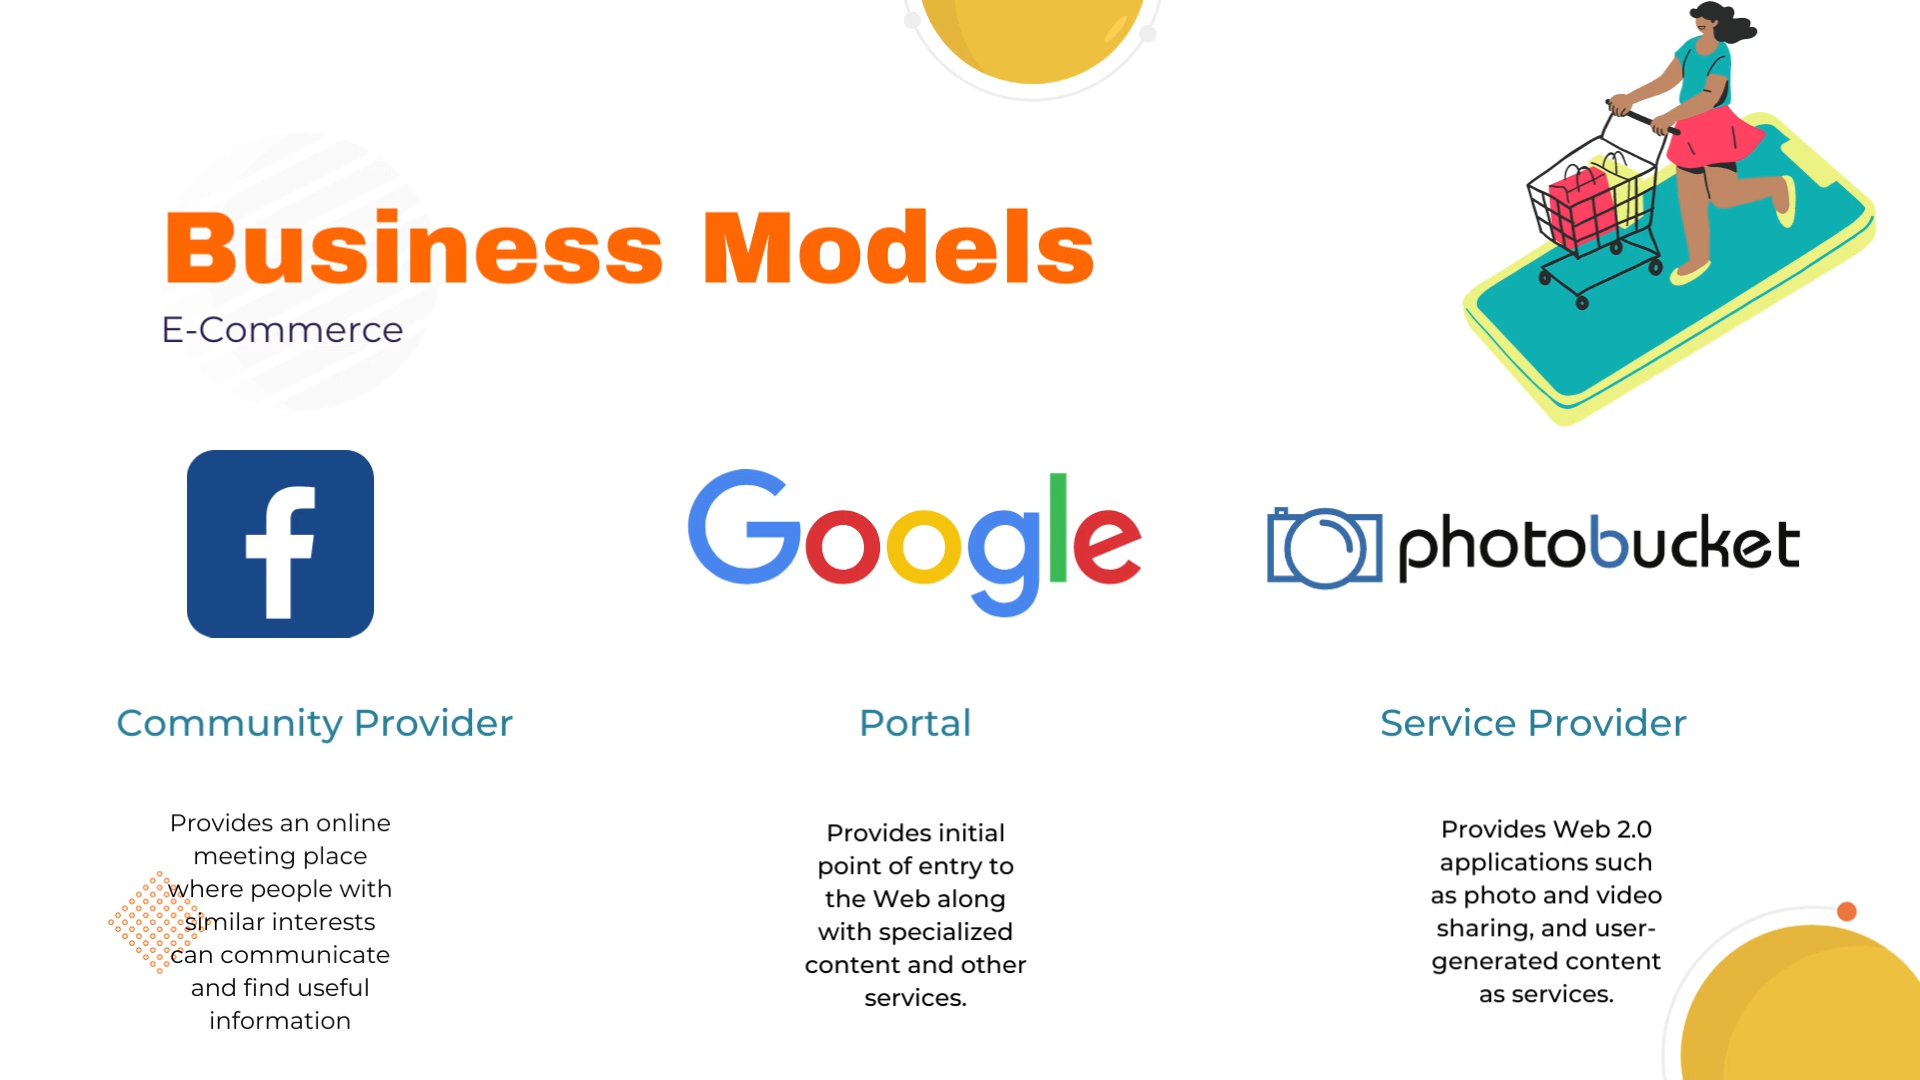 Business Models
E-Commerce
f
Google
photobucket
Community Provider
Provides an online
meeting place
where people with
similar interests
can communicate
and find useful
information
Portal
Provides initial
point of entry to
the Web along
with specialized
content and other
services.
Service Provider
Provides Web 2.0
applications such
as photo and video
sharing, and user-
generated content
as services.